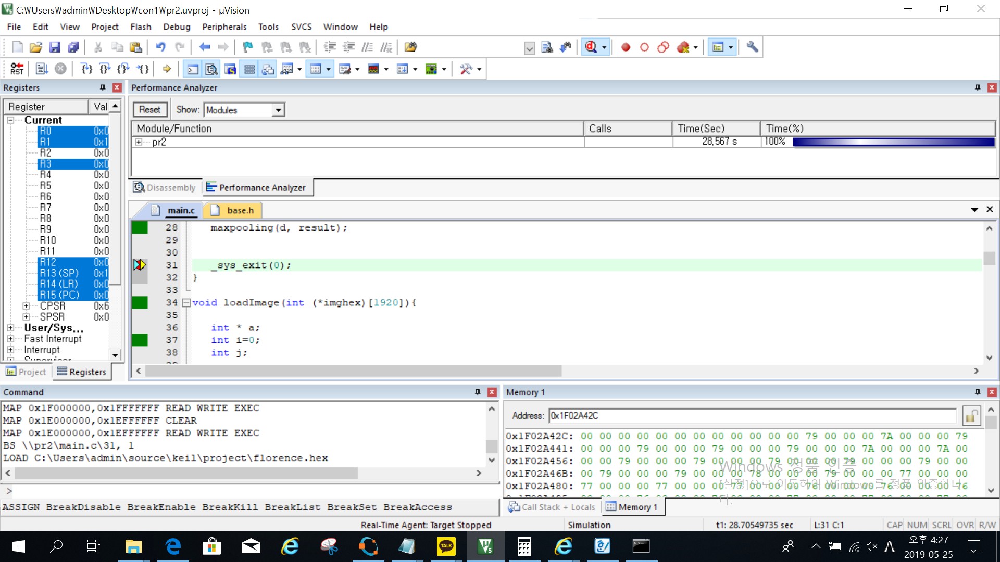 C:₩Users₩admin₩Desktop₩con1₩pr2.uvproj - µVision
File Edit View Project Flash Debug Peripherals Tools SVCS Window Help
RST
Registers
Performance Analyzer
Register Val
Current
R0 0x0
R1 0x1
R2 0x0
R3 0x0
R4 0x0
R5 0x0
R6 0x0
R7 0x0
R8 0x0
R9 0x0
R10 0x0
R11 0x0
R12 0x0
R13 (SP) 0x1
R14 (LR) 0x0
R15 (PC) 0x0
CPSR 0x6
SPSR 0x0
User/Sys...
Fast Interrupt
Interrupt
Supervisor
Project Registers
Reset Show: Modules
Module/Function Calls Time(Sec) Time(%)
pr2 28,567 s 100%
Disassembly Performance Analyzer
main.c base.h
28 maxpooling(d, result);
29
30
31 _sys_exit(0);
32 }
33
34 void loadImage(int (*imghex)[1920]){
35
36 int * a;
37 int i=0;
38 int j;
Command
MAP 0x1F000000,0x1FFFFFFF READ WRITE EXEC
MAP 0x1E000000,0x1EFFFFFF CLEAR
MAP 0x1E000000,0x1EFFFFFF READ WRITE EXEC
BS \\pr2\main.c\31, 1
LOAD C:\Users\admin\source\keil\project\florence.hex
>
ASSIGN BreakDisable BreakEnable BreakKill BreakList BreakSet BreakAccess
Memory 1
Address: 0x1F02A42C
0x1F02A42C: 00 00 00 00 00 00 00 00 00 00 00 00 79 00 00 00 7A 00 00 00 79
0x1F02A441: 00 00 00 79 00 00 00 79 00 00 00 79 00 00 00 7A 00 00 00 7A 00
0x1F02A456: 00 00 79 00 00 00 79 00 00 00 79 00 00 00 79 00 00 00 79 00 00
0x1F02A46B: 00 79 00 00 00 79 00 00 00 78 00 00 00 79 00 00 00 77 00 00 00
0x1F02A480: 77 00 00 00 77 00 00 00 77 00 00 00 76 00 00 00 76 00 00 00 76
Windows 정품 인증
[설정]으로 이동하여 Windows를 정품 인증합니다.
Call Stack + Locals Memory 1
Real-Time Agent: Target Stopped Simulation t1: 28.70549735 sec L:31 C:1 CAP NUM SCRL OVR R/W
TALK
A
오후 4:27
2019-05-25